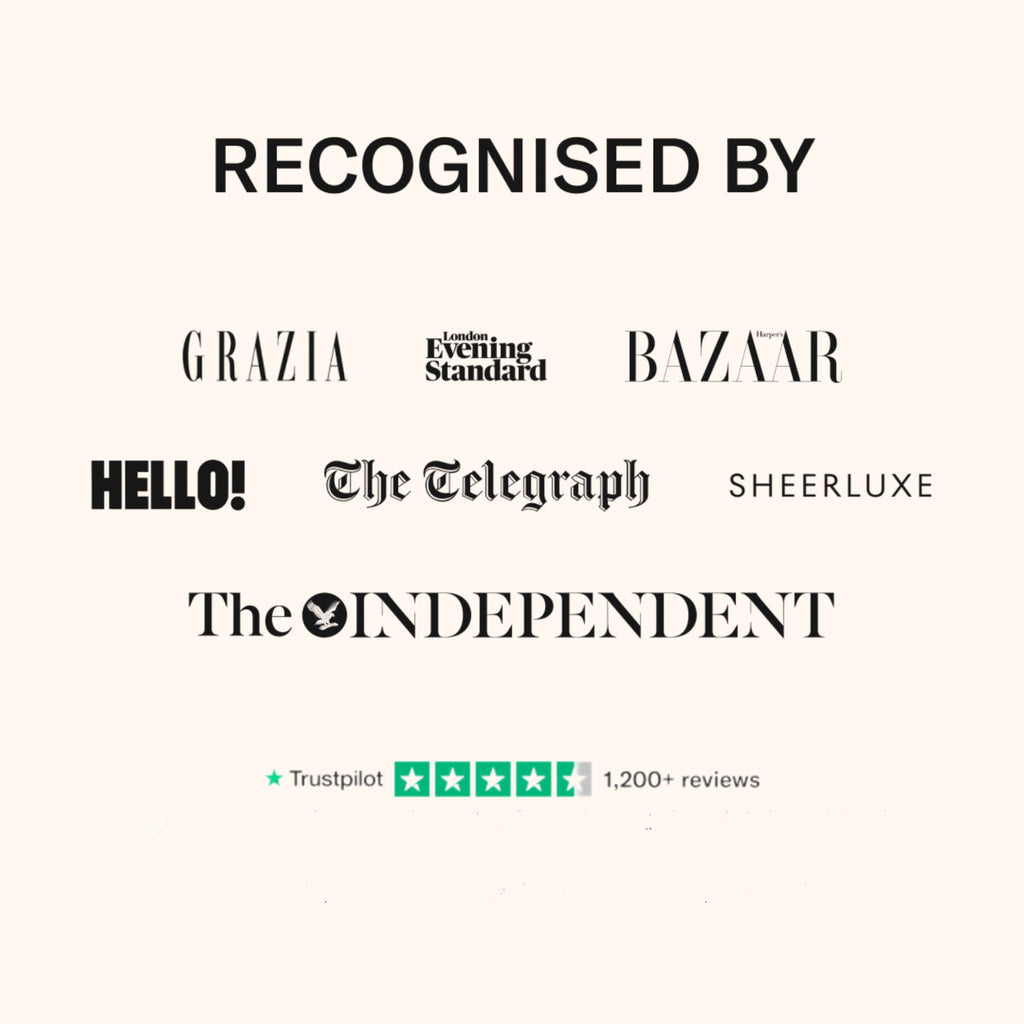 RECOGNISED BY
GRAZIA
London
Evening
Standard
Harper's
BAZAAR
HELLO!
The Telegraph
SHEERLUXE
The INDEPENDENT
Trustpilot 1,200+ reviews